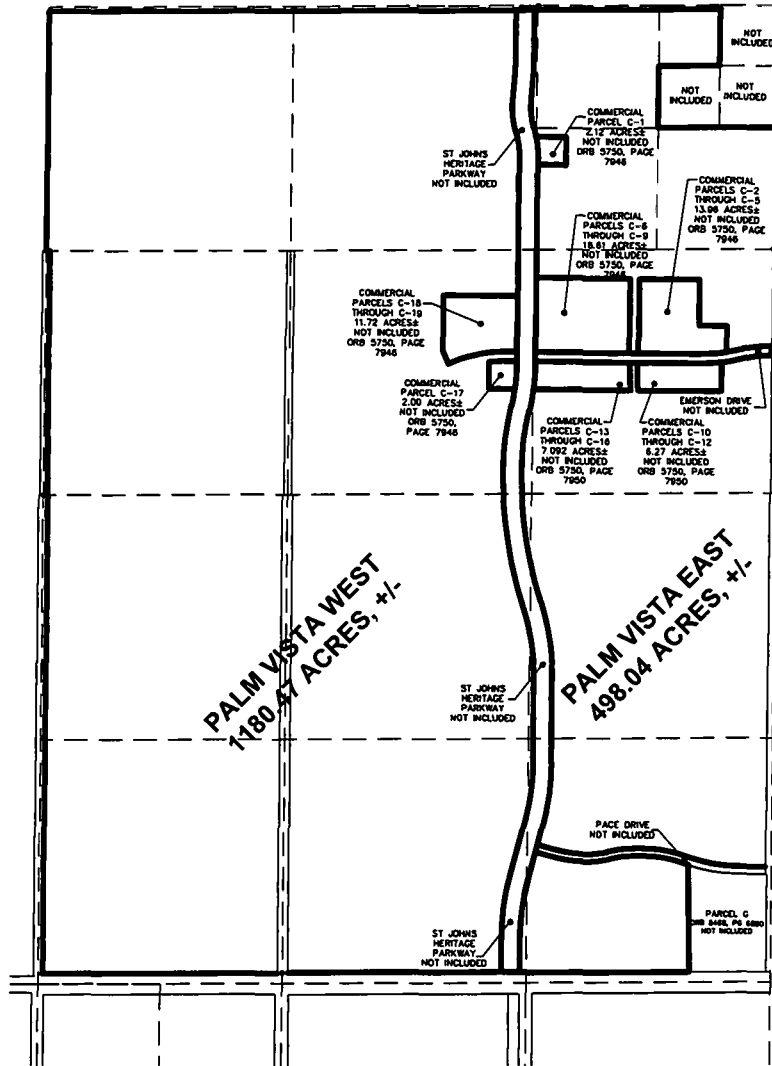 NOT
INCLUDED
NOT
INCLUDED
NOT
INCLUDED
COMMERCIAL
PARCEL C-1
2.12 ACRES±
NOT INCLUDED
ORB 5750, PAGE
7946
ST JOHNS
HERITAGE
PARKWAY
NOT INCLUDED
COMMERCIAL
PARCELS C-2
THROUGH C-5
13.96 ACRES±
NOT INCLUDED
ORB 5750, PAGE
7946
COMMERCIAL
PARCELS C-6
THROUGH C-9
ACRES±
NOT INCLUDED
ORB 5750, PAGE
7946
COMMERCIAL
PARCELS C-18
THROUGH C-19
11.72 ACRES±
NOT INCLUDED
ORB 5750, PAGE
7946
COMMERCIAL
PARCEL C-17
2.00 ACRES±
NOT INCLUDED
ORB 5750,
PAGE 7946
EMERSON DRIVE
NOT INCLUDED
COMMERCIAL
PARCELS C-13
THROUGH C-16
7.092 ACRES±
NOT INCLUDED
ORB 5750, PAGE
7950
COMMERCIAL
PARCELS C-10
THROUGH C-12
6.27 ACRES±
NOT INCLUDED
ORB 5750, PAGE
7950
PALM VISTA WEST
1180.47 ACRES, +/-
PALM VISTA EAST
498.04 ACRES, +/-
ST JOHNS
HERITAGE
PARKWAY
NOT INCLUDED
PACE DRIVE
NOT INCLUDED
PARCEL G
NOT INCLUDED
ST JOHNS
HERITAGE
PARKWAY
NOT INCLUDED